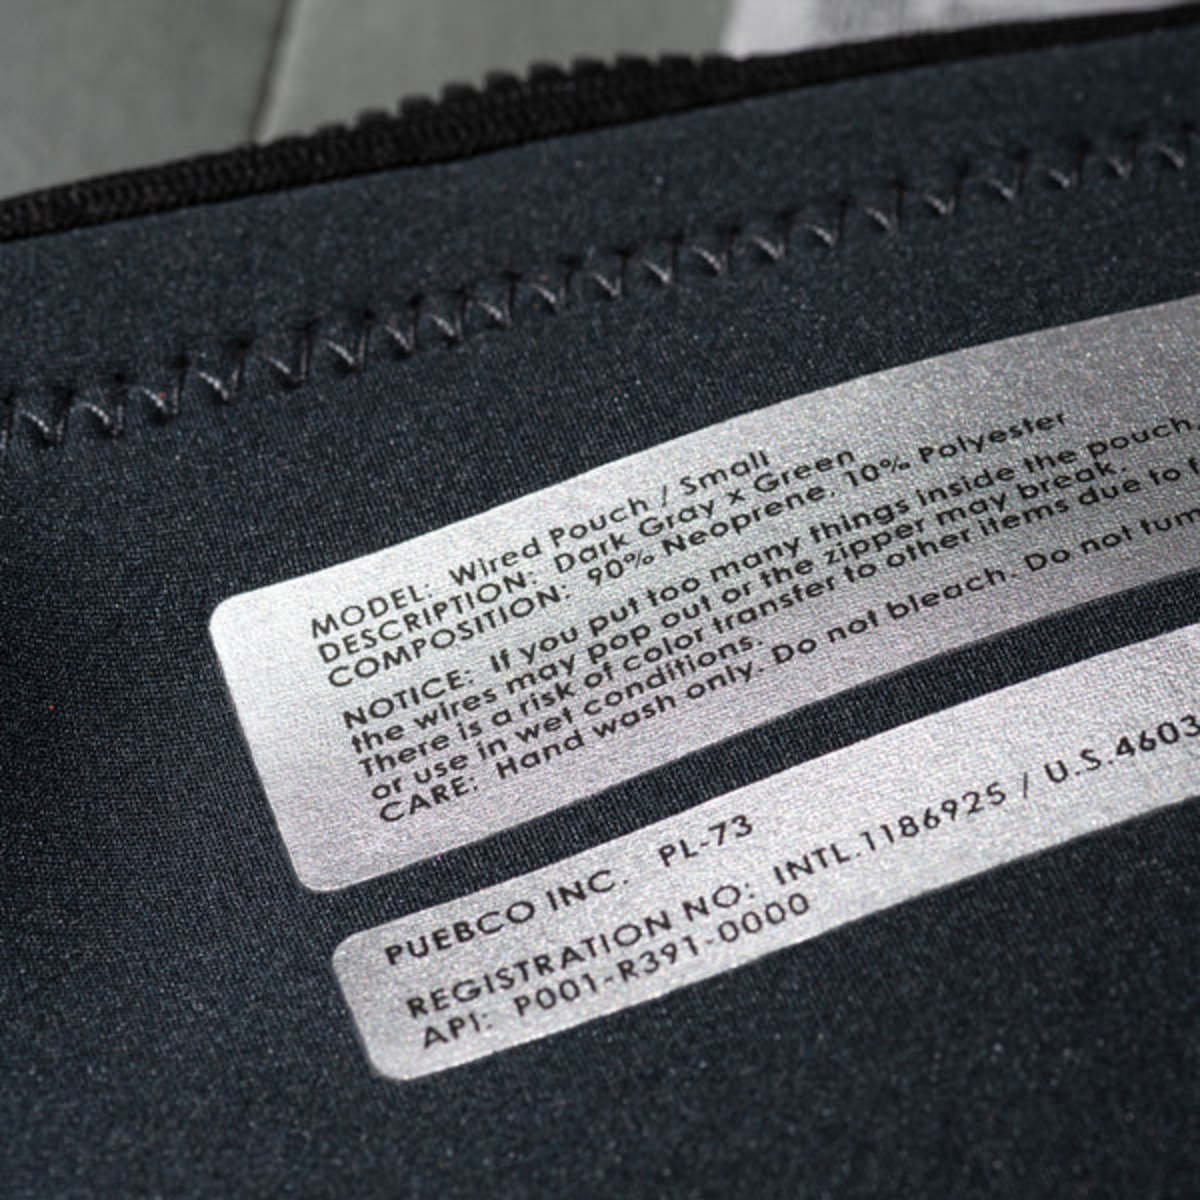 MODEL: Wired Pouch / Small
DESCRIPTION: Dark Gray x Green
COMPOSITION: 90% Neoprene. 10% Polyester
NOTICE: If you put too many things inside the pouch,
the wires may pop out or the zipper may break.
There is a risk of color transfer to other items due to
or use in wet conditions.
CARE: Hand wash only. Do not bleach. Do not
PUEBCO INC. PL-73
REGISTRATION NO: INTL.1186925 / U.S.4603
API: P001-R391-0000